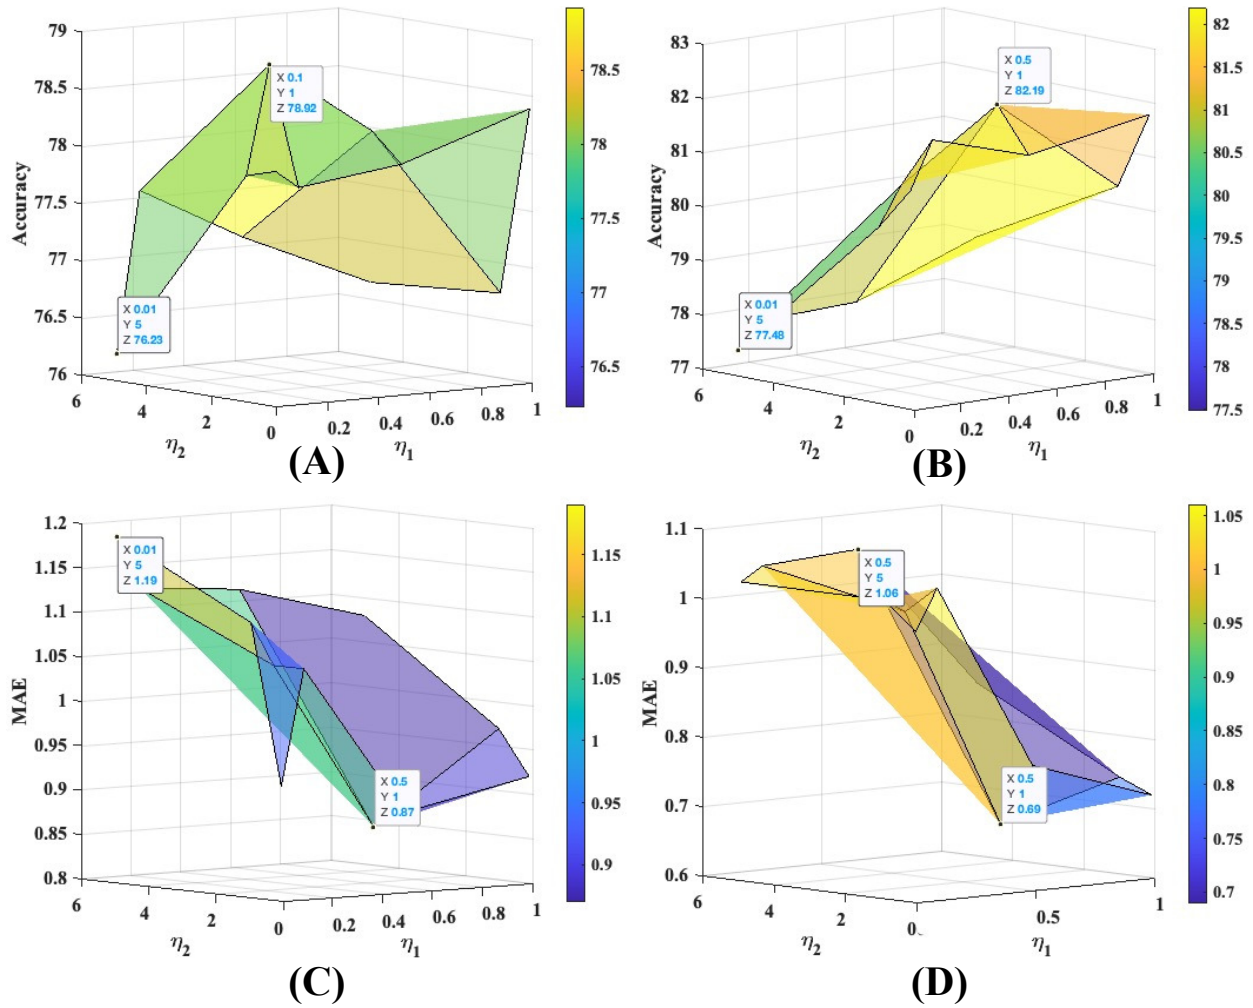 79
78.5
78
77.5
77
76.5
76
Accuracy
X 0.1
Y 1
Z 78.92
X 0.01
Y 5
Z 76.23
6
4
2
0
η2
0.2
0.4
0.6
0.8
1
η1
78.5
78
77.5
77
76.5
(A)
83
82
81
80
79
78
77
Accuracy
X 0.5
Y 1
Z 82.19
X 0.01
Y 5
Z 77.48
6
4
2
0
η2
0.2
0.4
0.6
0.8
1
η1
82
81.5
81
80.5
80
79.5
79
78.5
78
77.5
(B)
1.2
1.15
1.1
1.05
1
0.95
0.9
0.85
0.8
MAE
X 0.01
Y 5
Z 1.19
X 0.5
Y 1
Z 0.87
6
4
2
0
η2
0.2
0.4
0.6
0.8
1
η1
1.15
1.1
1.05
1
0.95
0.9
(C)
1.1
1
0.9
0.8
0.7
0.6
MAE
X 0.5
Y 5
Z 1.06
X 0.5
Y 1
Z 0.69
6
4
2
0
η2
0.5
1
η1
1.05
1
0.95
0.9
0.85
0.8
0.75
0.7
(D)